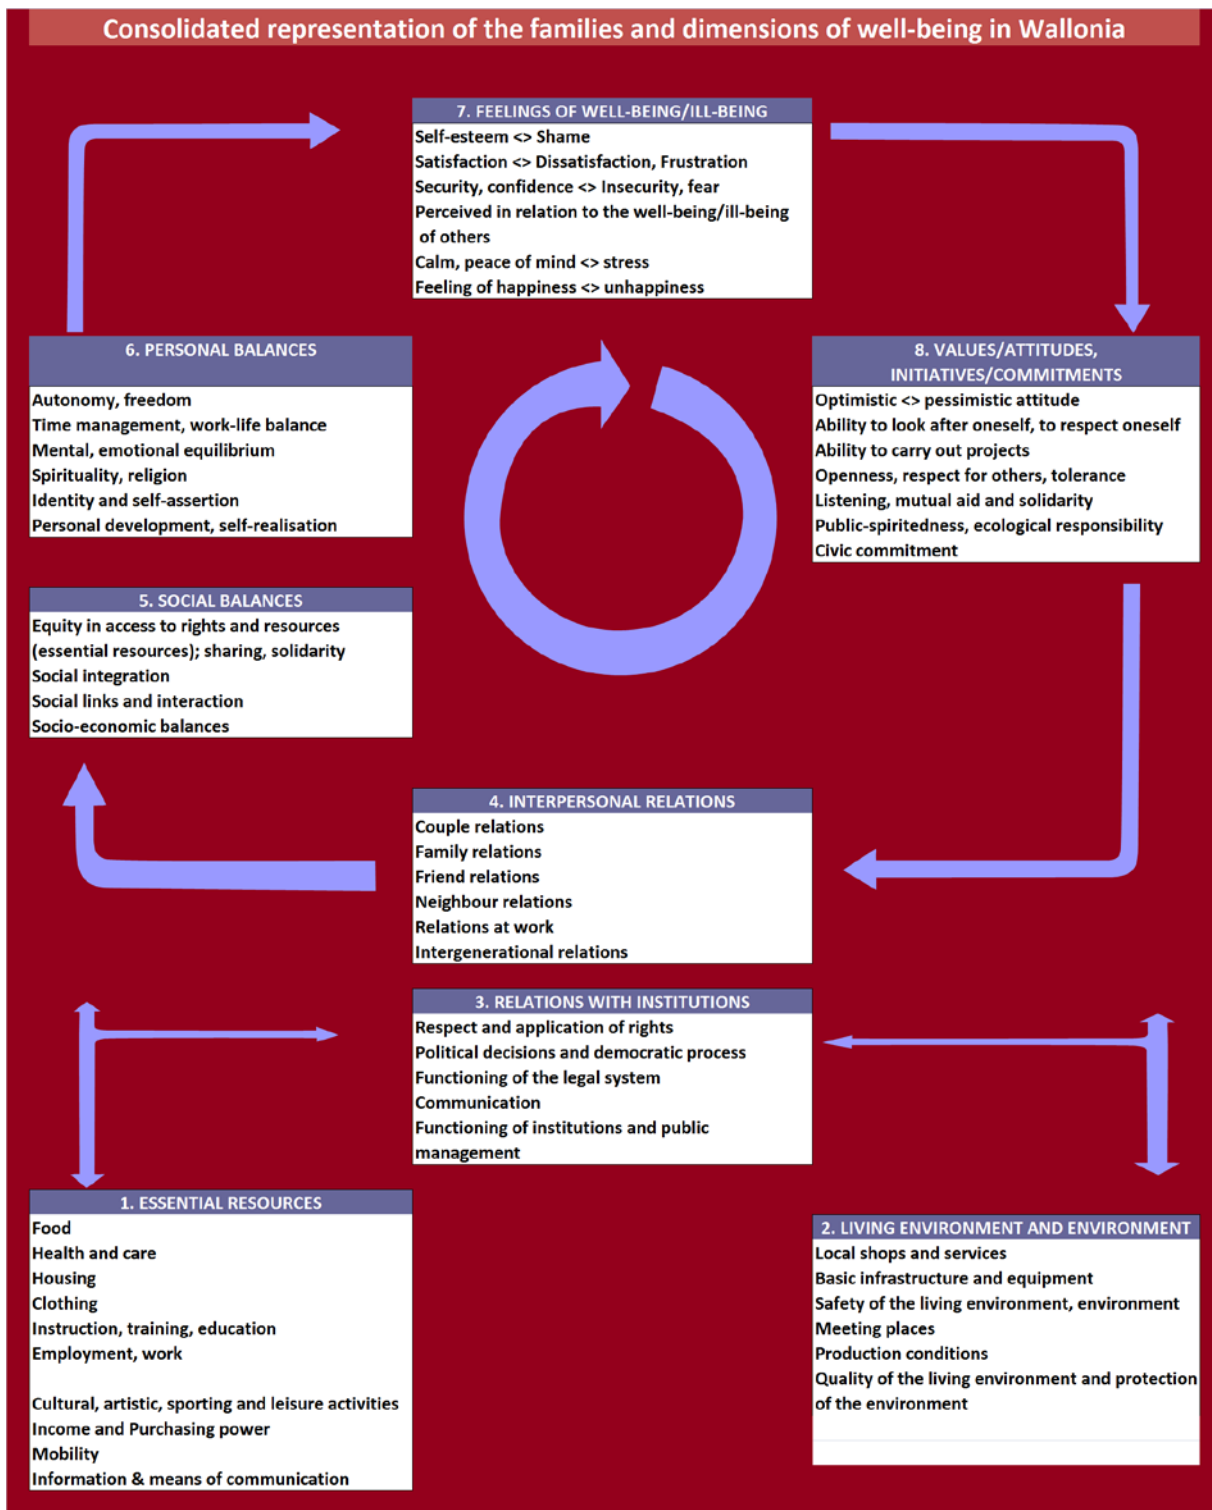 Consolidated representation of the families and dimensions of well-being in Wallonia
7. FEELINGS OF WELL-BEING/ILL-BEING
Self-esteem <> Shame
Satisfaction <> Dissatisfaction, Frustration
Security, confidence <> Insecurity, fear
Perceived in relation to the well-being/ill-being
of others
Calm, peace of mind <> stress
Feeling of happiness <> unhappiness
6. PERSONAL BALANCES
Autonomy, freedom
Time management, work-life balance
Mental, emotional equilibrium
Spirituality, religion
Identity and self-assertion
Personal development, self-realisation
8. VALUES/ATTITUDES,
INITIATIVES/COMMITMENTS
Optimistic <> pessimistic attitude
Ability to look after oneself, to respect oneself
Ability to carry out projects
Openness, respect for others, tolerance
Listening, mutual aid and solidarity
Public-spiritedness, ecological responsibility
Civic commitment
5. SOCIAL BALANCES
Equity in access to rights and resources
(essential resources); sharing, solidarity
Social integration
Social links and interaction
Socio-economic balances
4. INTERPERSONAL RELATIONS
Couple relations
Family relations
Friend relations
Neighbour relations
Relations at work
Intergenerational relations
3. RELATIONS WITH INSTITUTIONS
Respect and application of rights
Political decisions and democratic process
Functioning of the legal system
Communication
Functioning of institutions and public
management
1. ESSENTIAL RESOURCES
Food
Health and care
Housing
Clothing
Instruction, training, education
Employment, work
Cultural, artistic, sporting and leisure activities
Income and Purchasing power
Mobility
Information & means of communication
2. LIVING ENVIRONMENT AND ENVIRONMENT
Local shops and services
Basic infrastructure and equipment
Safety of the living environment, environment
Meeting places
Production conditions
Quality of the living environment and protection
of the environment